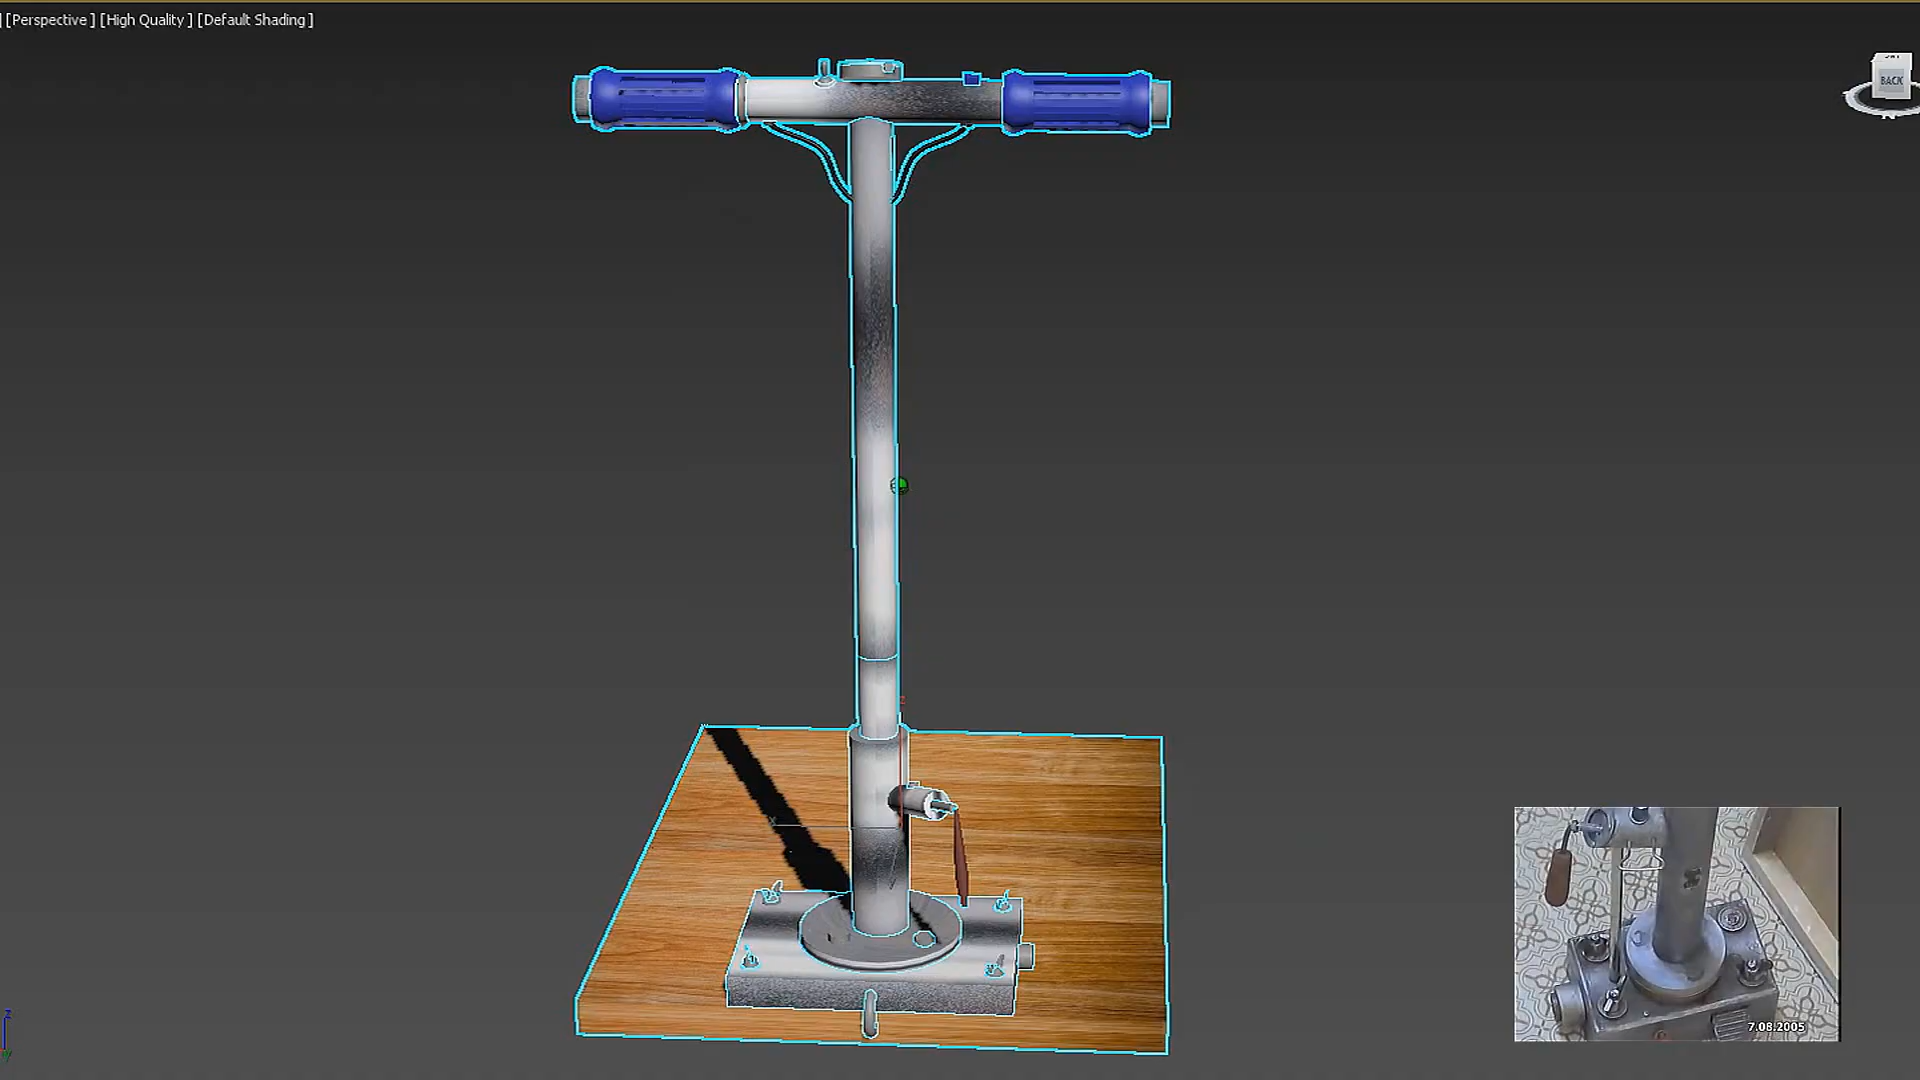 [Perspective ] [High Quality ] [Default Shading ]
BACK
z
x
z
y
7.08.2005